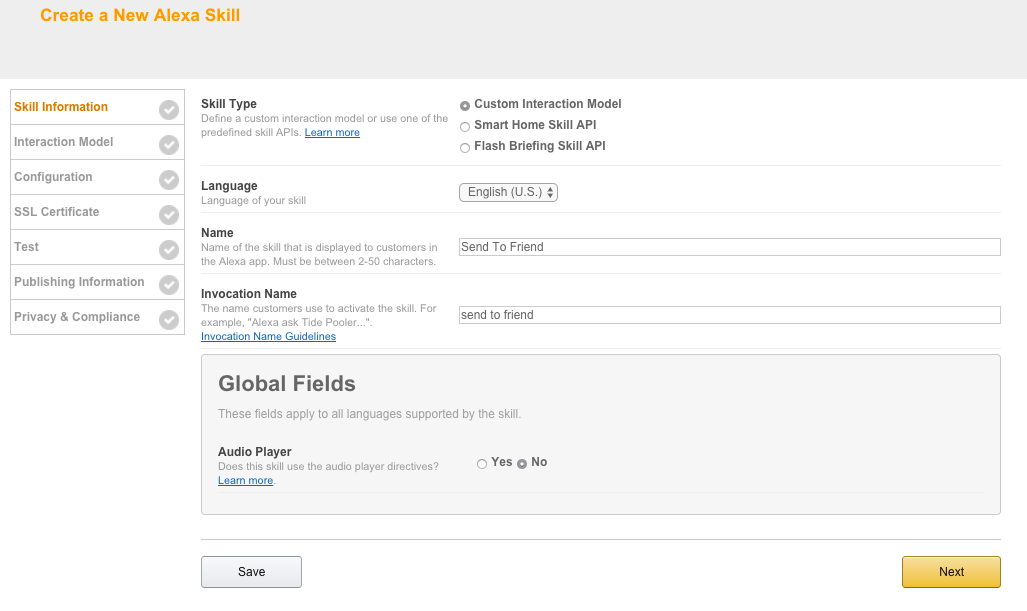 Create a New Alexa Skill
Skill Information
Interaction Model
Configuration
SSL Certificate
Test
Publishing Information
Privacy & Compliance
Skill Type
Define a custom interaction model or use one of the
predefined skill APIs. Learn more
Custom Interaction Model
Smart Home Skill API
Flash Briefing Skill API
Language
Language of your skill
English (U.S.)
Name
Name of the skill that is displayed to customers in
the Alexa app. Must be between 2-50 characters.
Send To Friend
Invocation Name
The name customers use to activate the skill. For
example, "Alexa ask Tide Pooler...".
Invocation Name Guidelines
send to friend
Global Fields
These fields apply to all languages supported by the skill.
Audio Player
Does this skill use the audio player directives?
Learn more.
Yes No
Save
Next